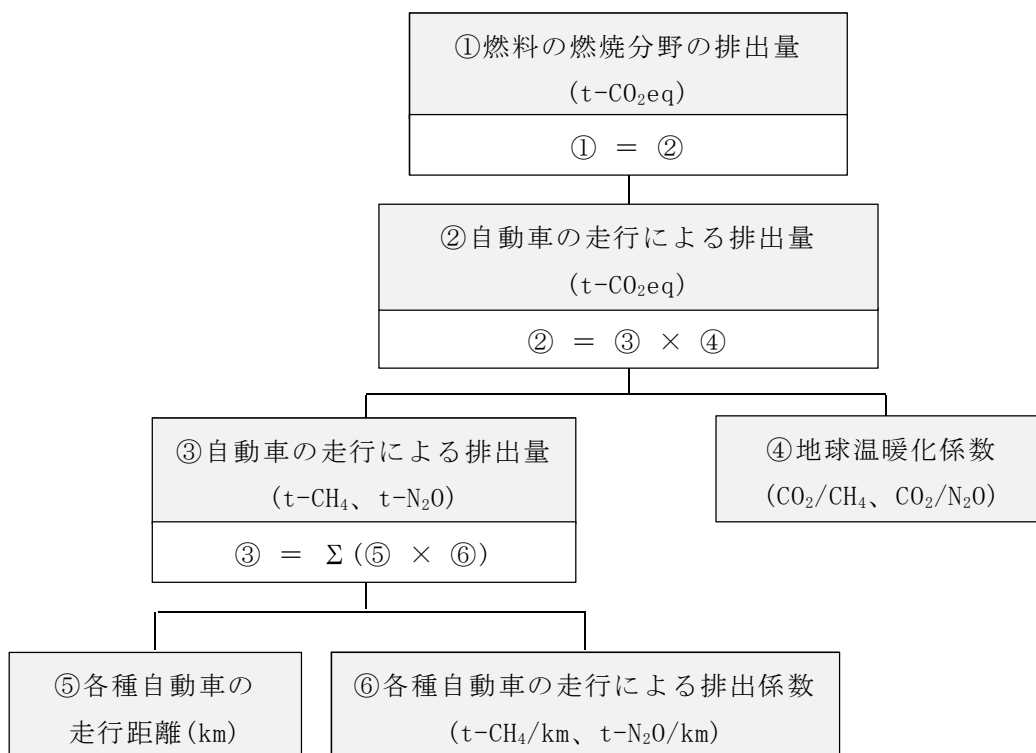 ①燃料の燃焼分野の排出量
(t-CO₂eq)
① = ②
②自動車の走行による排出量
(t-CO₂eq)
② = ③ × ④
③自動車の走行による排出量
(t-CH₄、t-N₂O)
③ = Σ(⑤ × ⑥)
④地球温暖化係数
(CO₂/CH₄、CO₂/N₂O)
⑤各種自動車の
走行距離(km)
⑥各種自動車の走行による排出係数
(t-CH₄/km、t-N₂O/km)